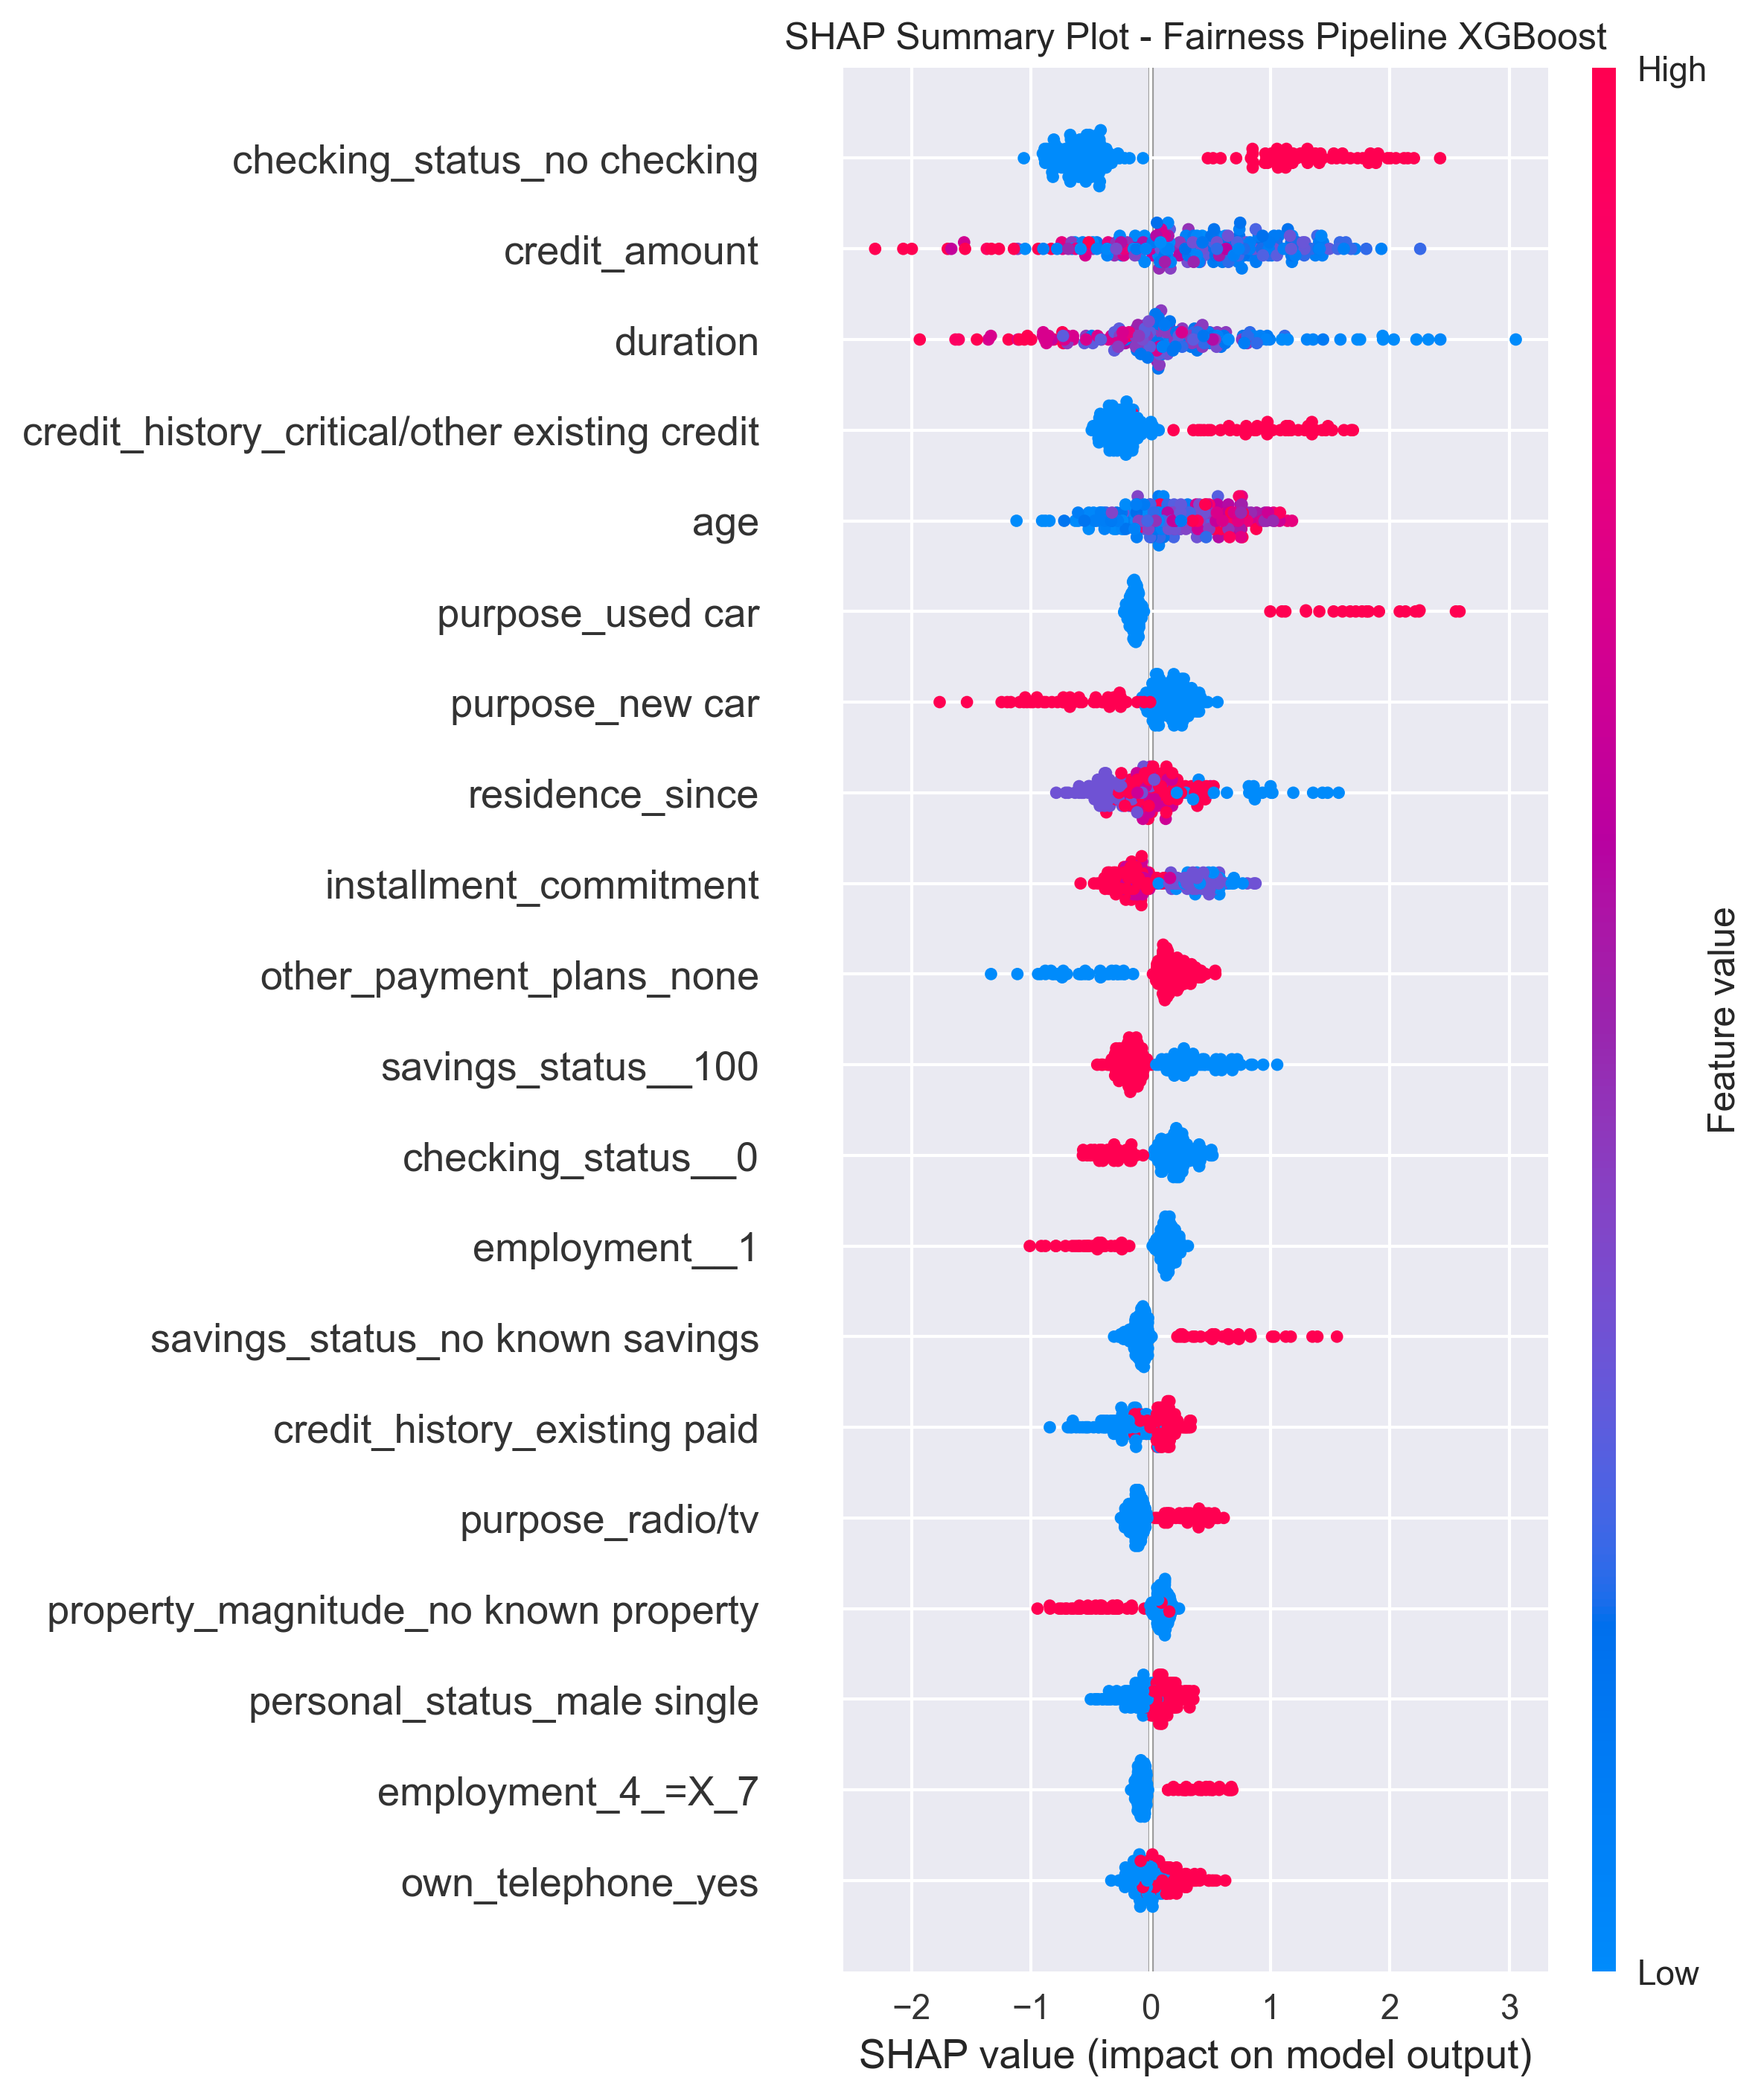 SHAP Summary Plot - Fairness Pipeline XGBoost
High
checking_status_no checking
credit_amount
duration
credit_history_critical/other existing credit
age
purpose_used car
purpose_new car
residence_since
installment_commitment
other_payment_plans_none
savings_status__100
checking_status__0
employment__1
savings_status_no known savings
credit_history_existing paid
purpose_radio/tv
property_magnitude_no known property
personal_status_male single
employment_4_=X_7
own_telephone_yes
Feature value
Low
−2 −1 0 1 2 3
SHAP value (impact on model output)